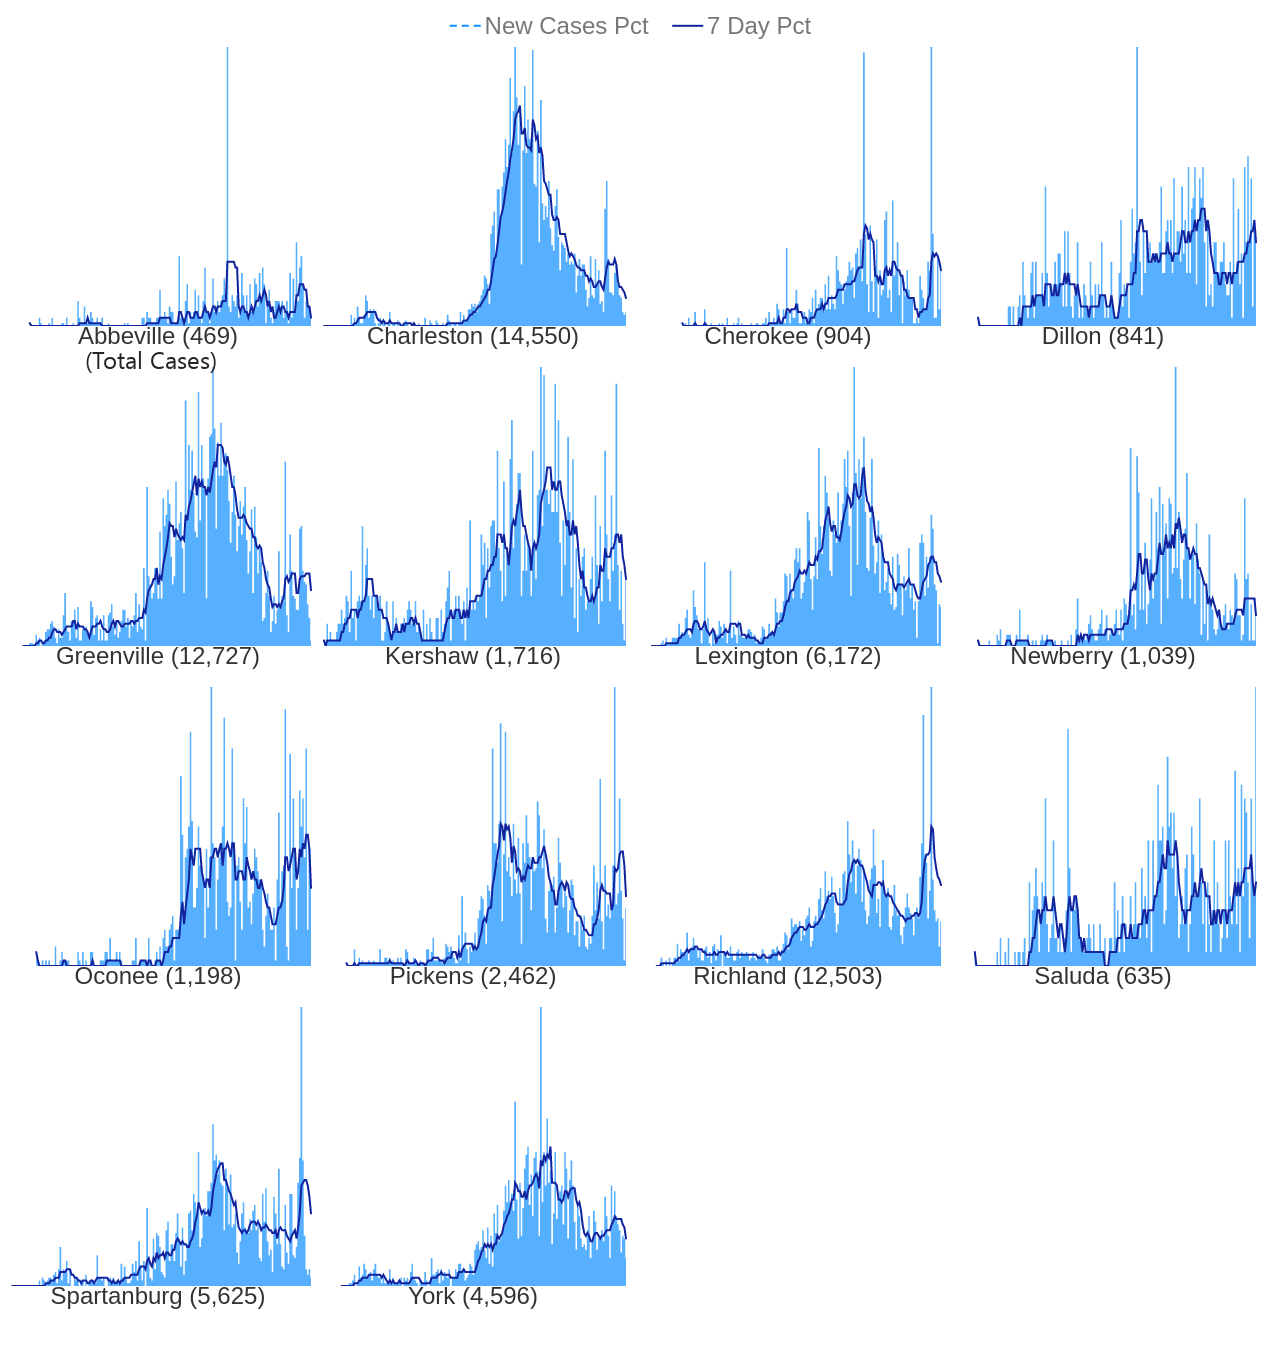 New Cases Pct 7 Day Pct
Abbeville (469) Charleston (14,550) Cherokee (904) Dillon (841)
(Total Cases)
Greenville (12,727) Kershaw (1,716) Lexington (6,172) Newberry (1,039)
Oconee (1,198) Pickens (2,462) Richland (12,503) Saluda (635)
Spartanburg (5,625) York (4,596)